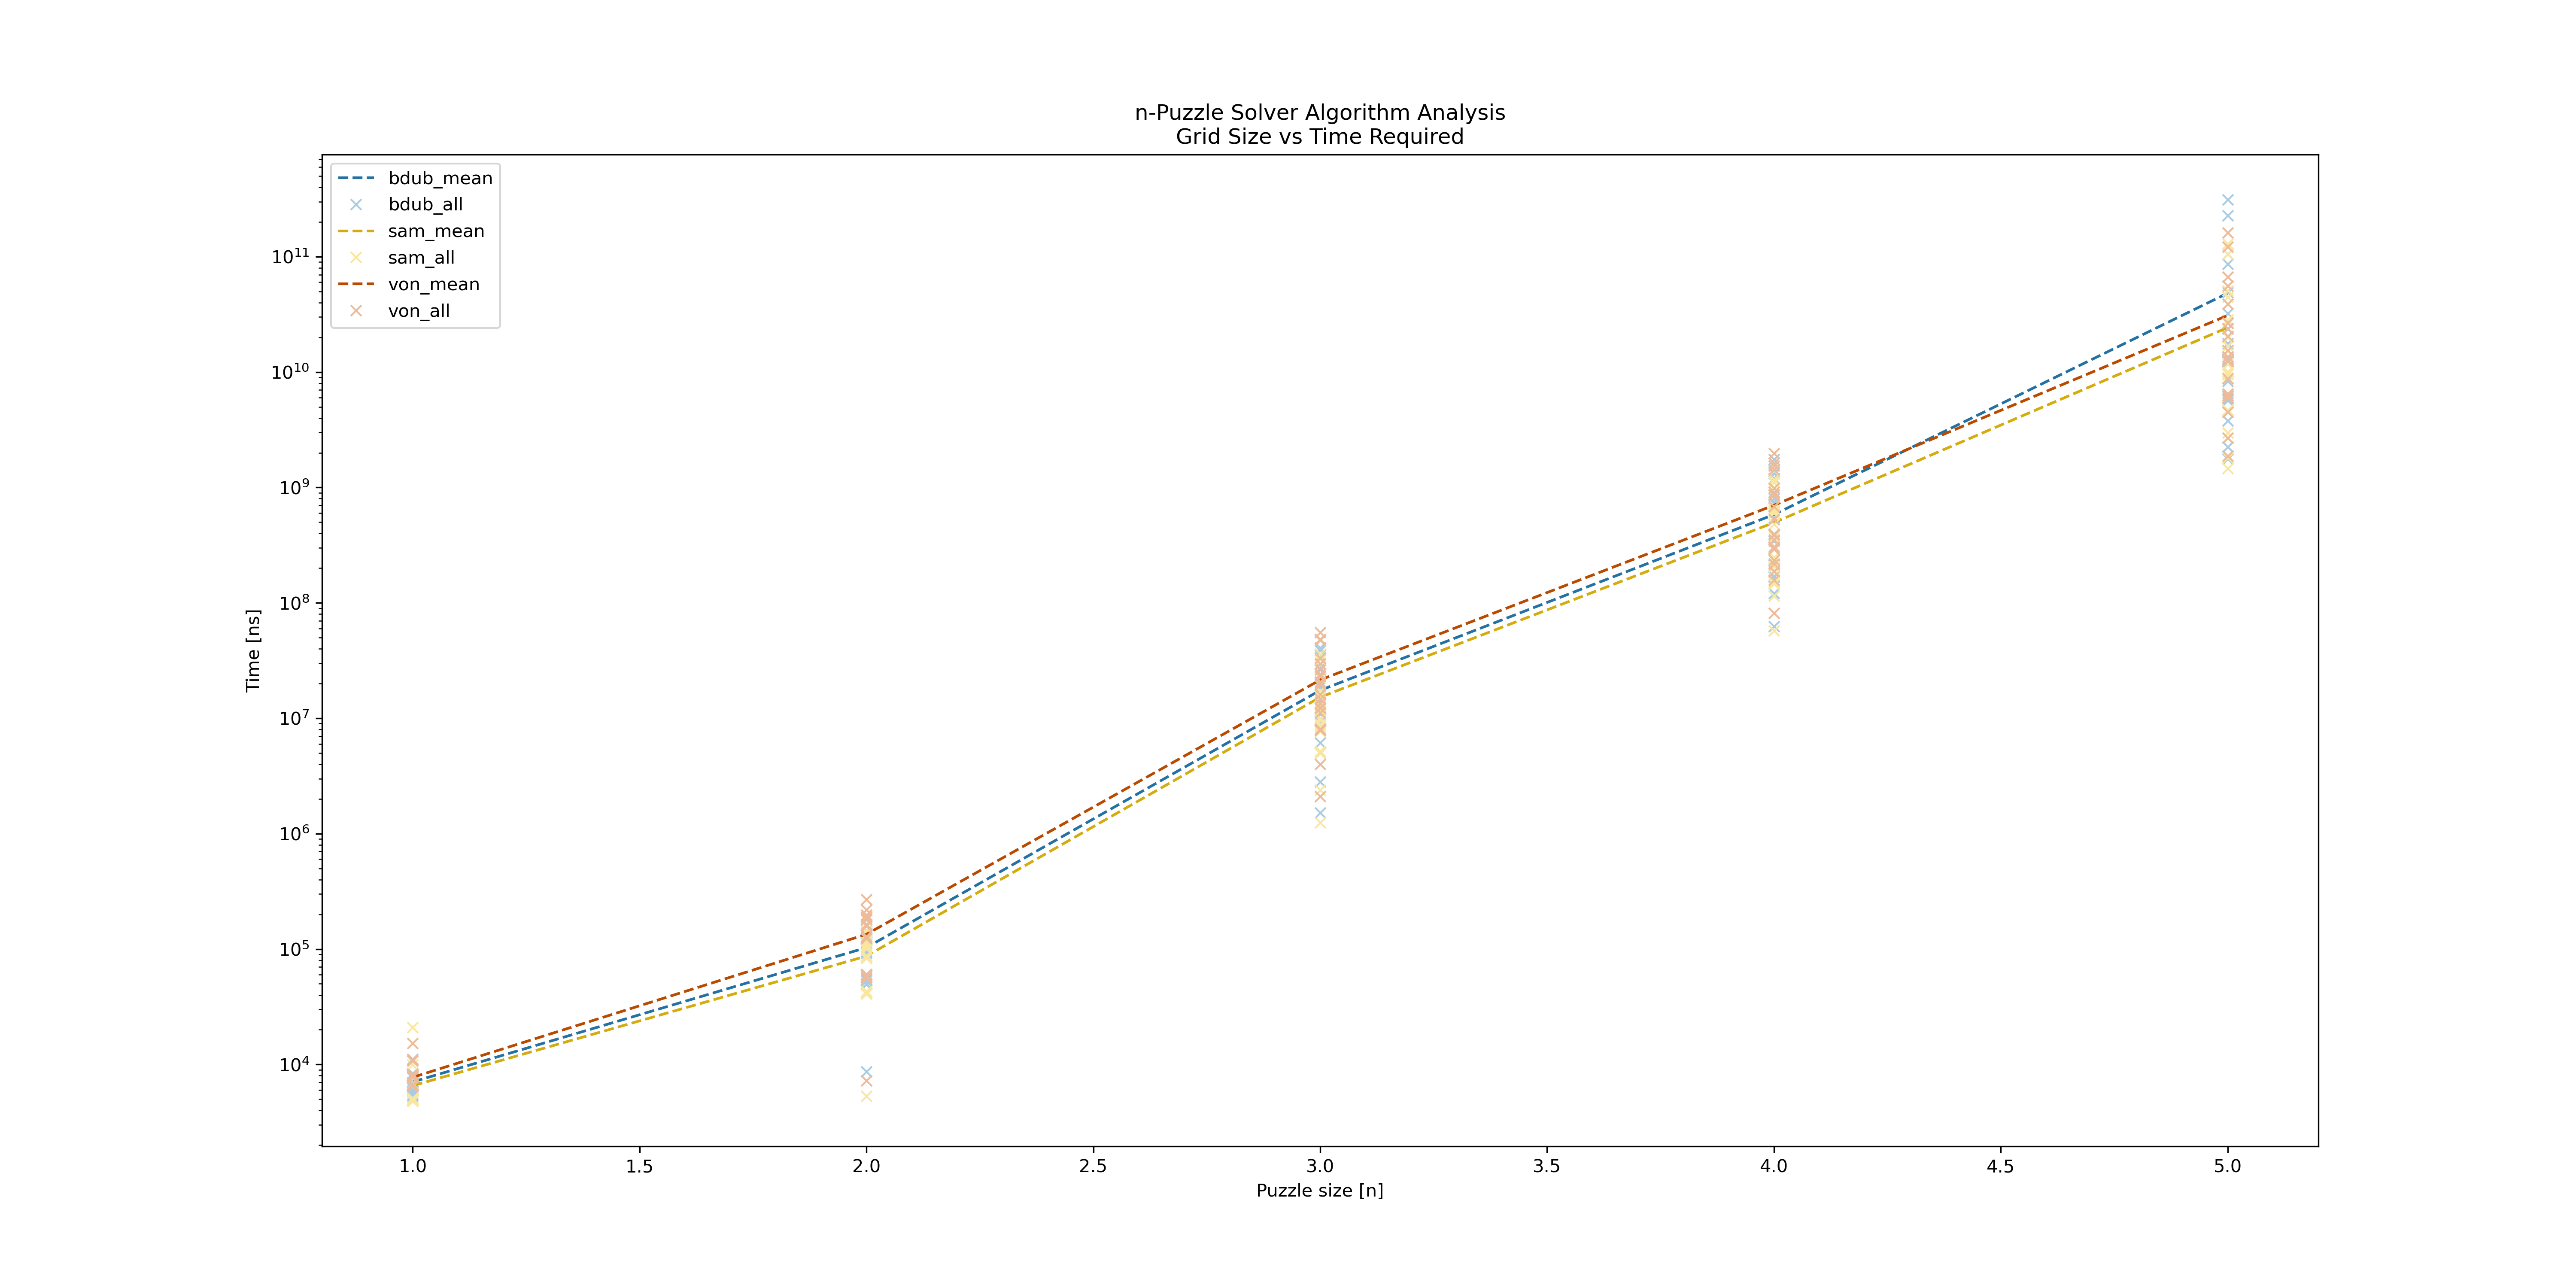 n-Puzzle Solver Algorithm Analysis
Grid Size vs Time Required
bdub_mean
bdub_all
sam_mean
sam_all
von_mean
von_all
Time [ns]
10¹¹
10¹⁰
10⁹
10⁸
10⁷
10⁶
10⁵
10⁴
1.0 1.5 2.0 2.5 3.0 3.5 4.0 4.5 5.0
Puzzle size [n]